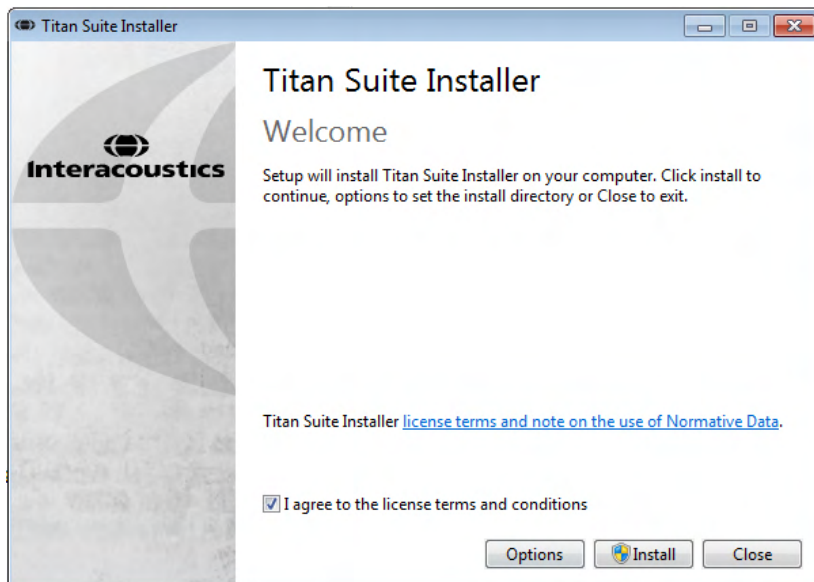 Titan Suite Installer
Titan Suite Installer
Welcome
Interacoustics
Setup will install Titan Suite Installer on your computer. Click install to
continue, options to set the install directory or Close to exit.
Titan Suite Installer license terms and note on the use of Normative Data.
I agree to the license terms and conditions
Options Install Close